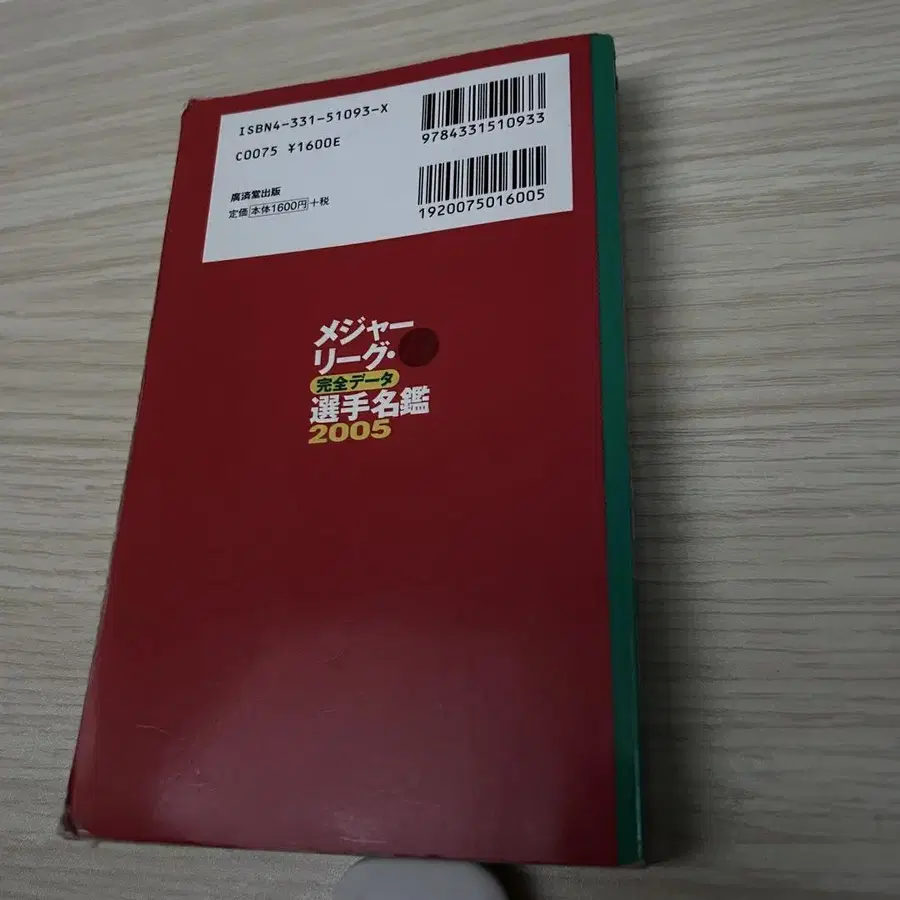 ISBN4-331-51093-X
C0075 ¥1600E
廣済堂出版
定価 本体1600円 +税
9784331510933
1920075016005
メジャー
リーグ・
完全データ
選手名鑑
2005